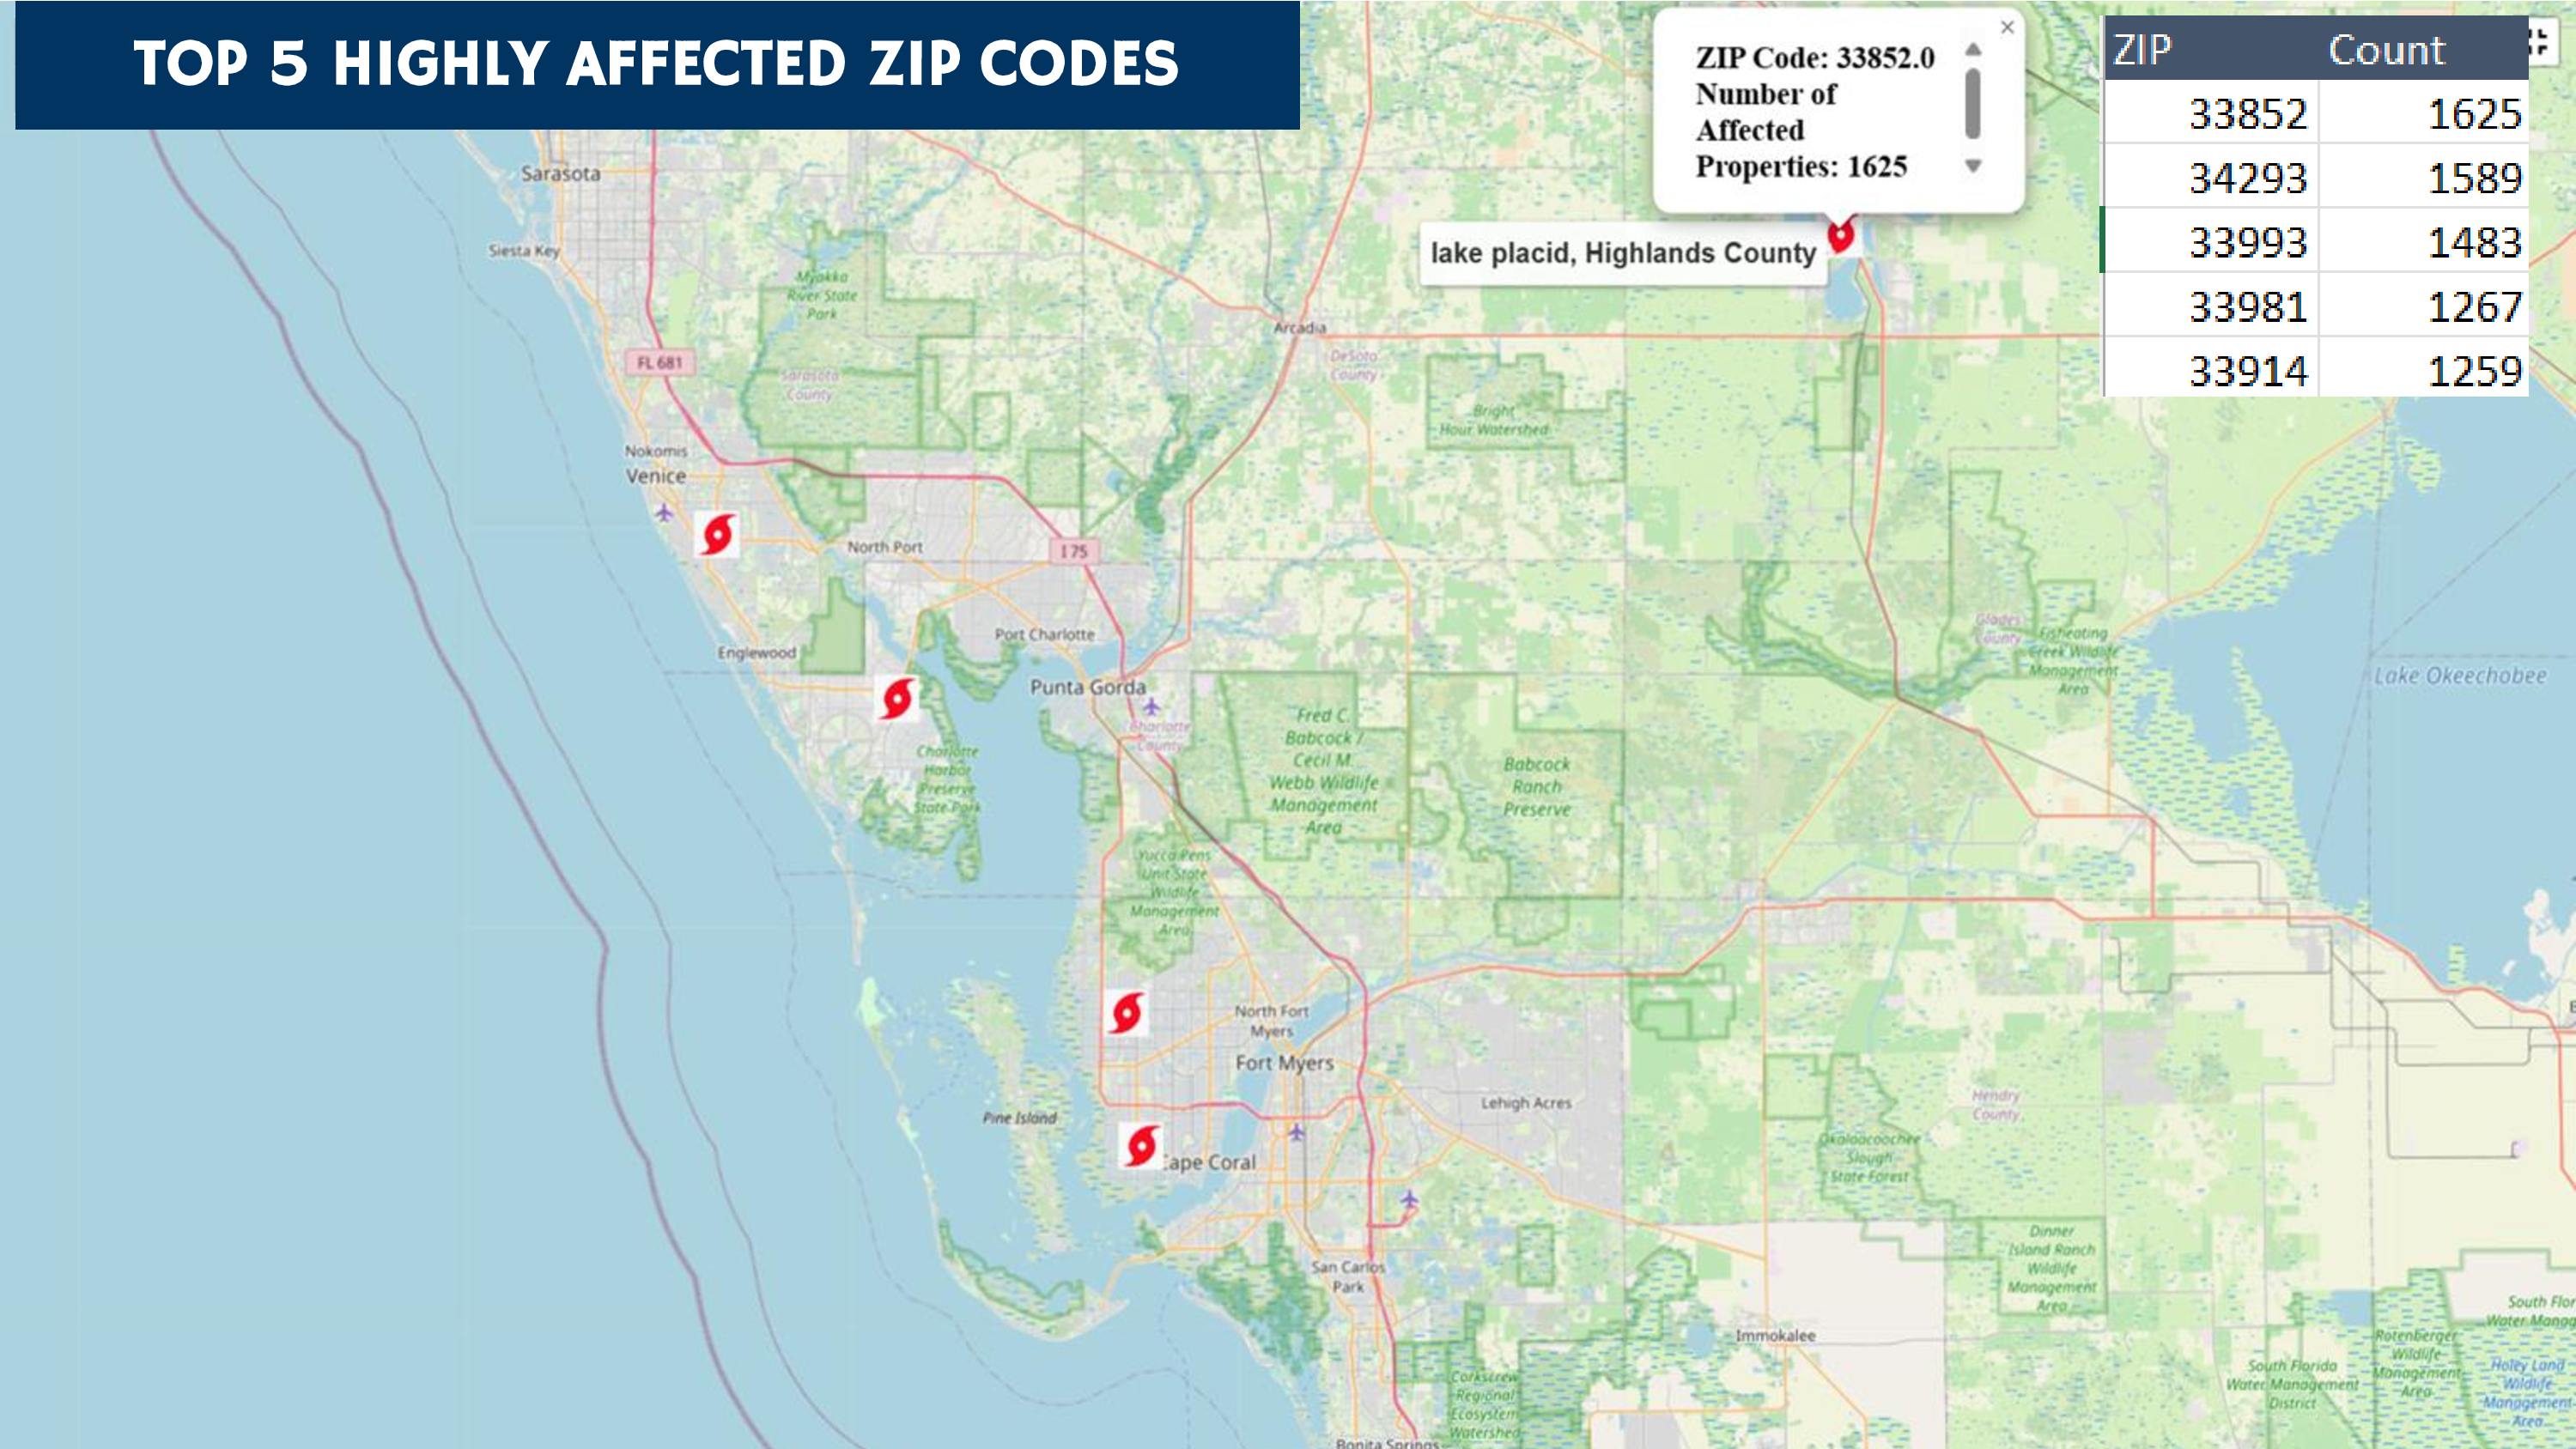 TOP 5 HIGHLY AFFECTED ZIP CODES
ZIP Code: 33852.0
Number of
Affected
Properties: 1625
×
lake placid, Highlands County
ZIP Count
33852 1625
34293 1589
33993 1483
33981 1267
33914 1259
Sarasota
Siesta Key
Myakka
River State
Park
Arcadia
DeSoto
County
FL 681
Sarasota
County
Bright
Hour Watershed
Nokomis
Venice
North Port
I 75
Port Charlotte
Englewood
Punta Gorda
Charlotte
County
Glades
County
Fisheating
Creek Wildlife
Management
Area
Lake Okeechobee
Fred C.
Babcock /
Cecil M.
Webb Wildlife
Management
Area
Babcock
Ranch
Preserve
Charlotte
Harbor
Preserve
State Park
Yucca Pens
Unit State
Wildlife
Management
Area
North Fort
Myers
Fort Myers
Lehigh Acres
Pine Island
Cape Coral
Hendry
County
Okaloacoochee
Slough
State Forest
San Carlos
Park
Dinner
Island Ranch
Wildlife
Management
Area
Immokalee
Corkscrew
Regional
Ecosystem
Watershed
Bonita Springs
South Florida
Water Management
District
Rotenberger
Wildlife
Management
Area
South Flor
Water Manag
Holey Land
Wildlife
Management
Area